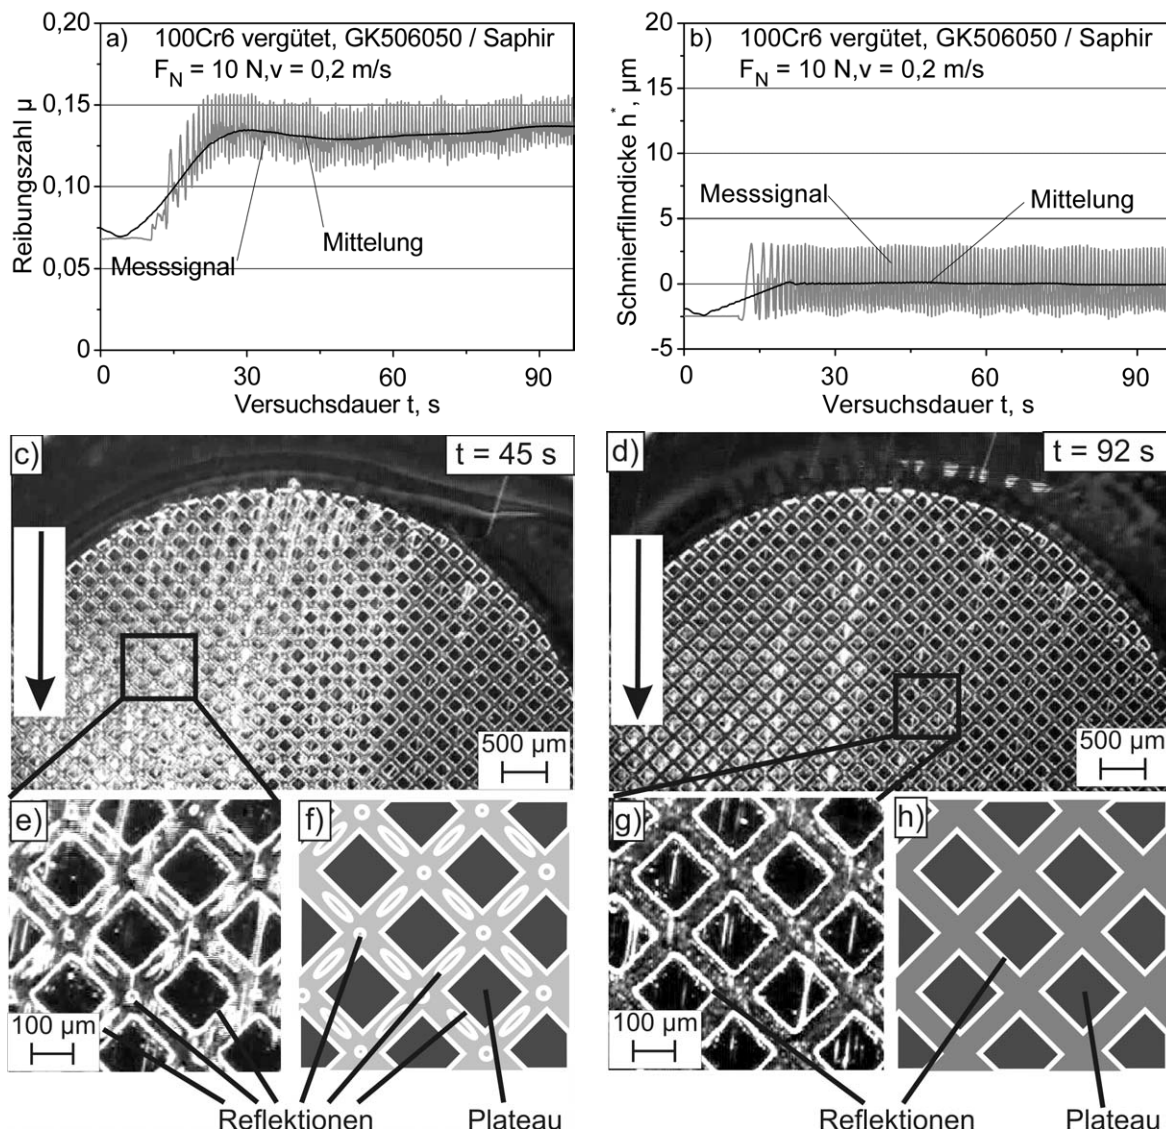 a) 100Cr6 vergütet, GK506050 / Saphir
F_N = 10 N,v = 0,2 m/s
0,20
0,15
0,10
0,05
0
Reibungszahl µ
Messsignal
Mittelung
0 30 60 90
Versuchsdauer t, s
b) 100Cr6 vergütet, GK506050 / Saphir
F_N = 10 N,v = 0,2 m/s
20
15
10
5
0
-5
Schmierfilmdicke h*, µm
Messsignal
Mittelung
0 30 60 90
Versuchsdauer t, s
c)
t = 45 s
500 µm
d)
t = 92 s
500 µm
e)
100 µm
f)
g)
100 µm
h)
Reflektionen
Plateau
Reflektionen
Plateau